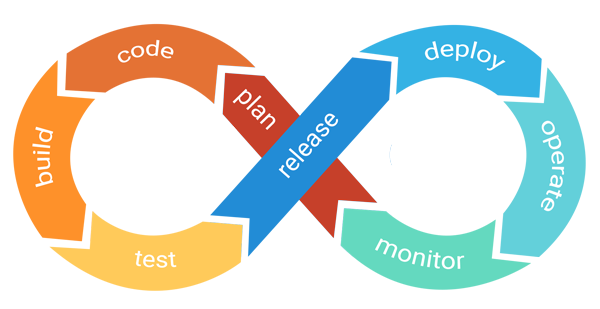 plan
code
build
test
release
deploy
operate
monitor